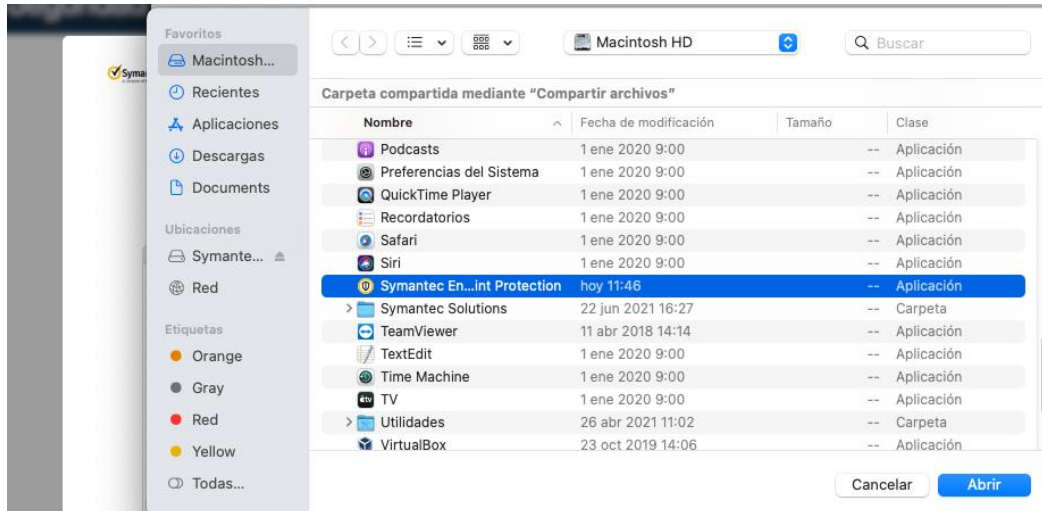 Favoritos
Macintosh...
Recientes
Aplicaciones
Descargas
Documents
Ubicaciones
Symante...
Red
Etiquetas
Orange
Gray
Red
Yellow
Todas...
Macintosh HD
Buscar
Carpeta compartida mediante “Compartir archivos”
Nombre Fecha de modificación Tamaño Clase
Podcasts 1 ene 2020 9:00 -- Aplicación
Preferencias del Sistema 1 ene 2020 9:00 -- Aplicación
QuickTime Player 1 ene 2020 9:00 -- Aplicación
Recordatorios 1 ene 2020 9:00 -- Aplicación
Safari 1 ene 2020 9:00 -- Aplicación
Siri 1 ene 2020 9:00 -- Aplicación
Symantec En...int Protection hoy 11:46 -- Aplicación
Symantec Solutions 22 jun 2021 16:27 -- Carpeta
TeamViewer 11 abr 2018 14:14 -- Aplicación
TextEdit 1 ene 2020 9:00 -- Aplicación
Time Machine 1 ene 2020 9:00 -- Aplicación
TV 1 ene 2020 9:00 -- Aplicación
Utilidades 26 abr 2021 11:02 -- Carpeta
VirtualBox 23 oct 2019 14:06 -- Aplicación
Cancelar Abrir